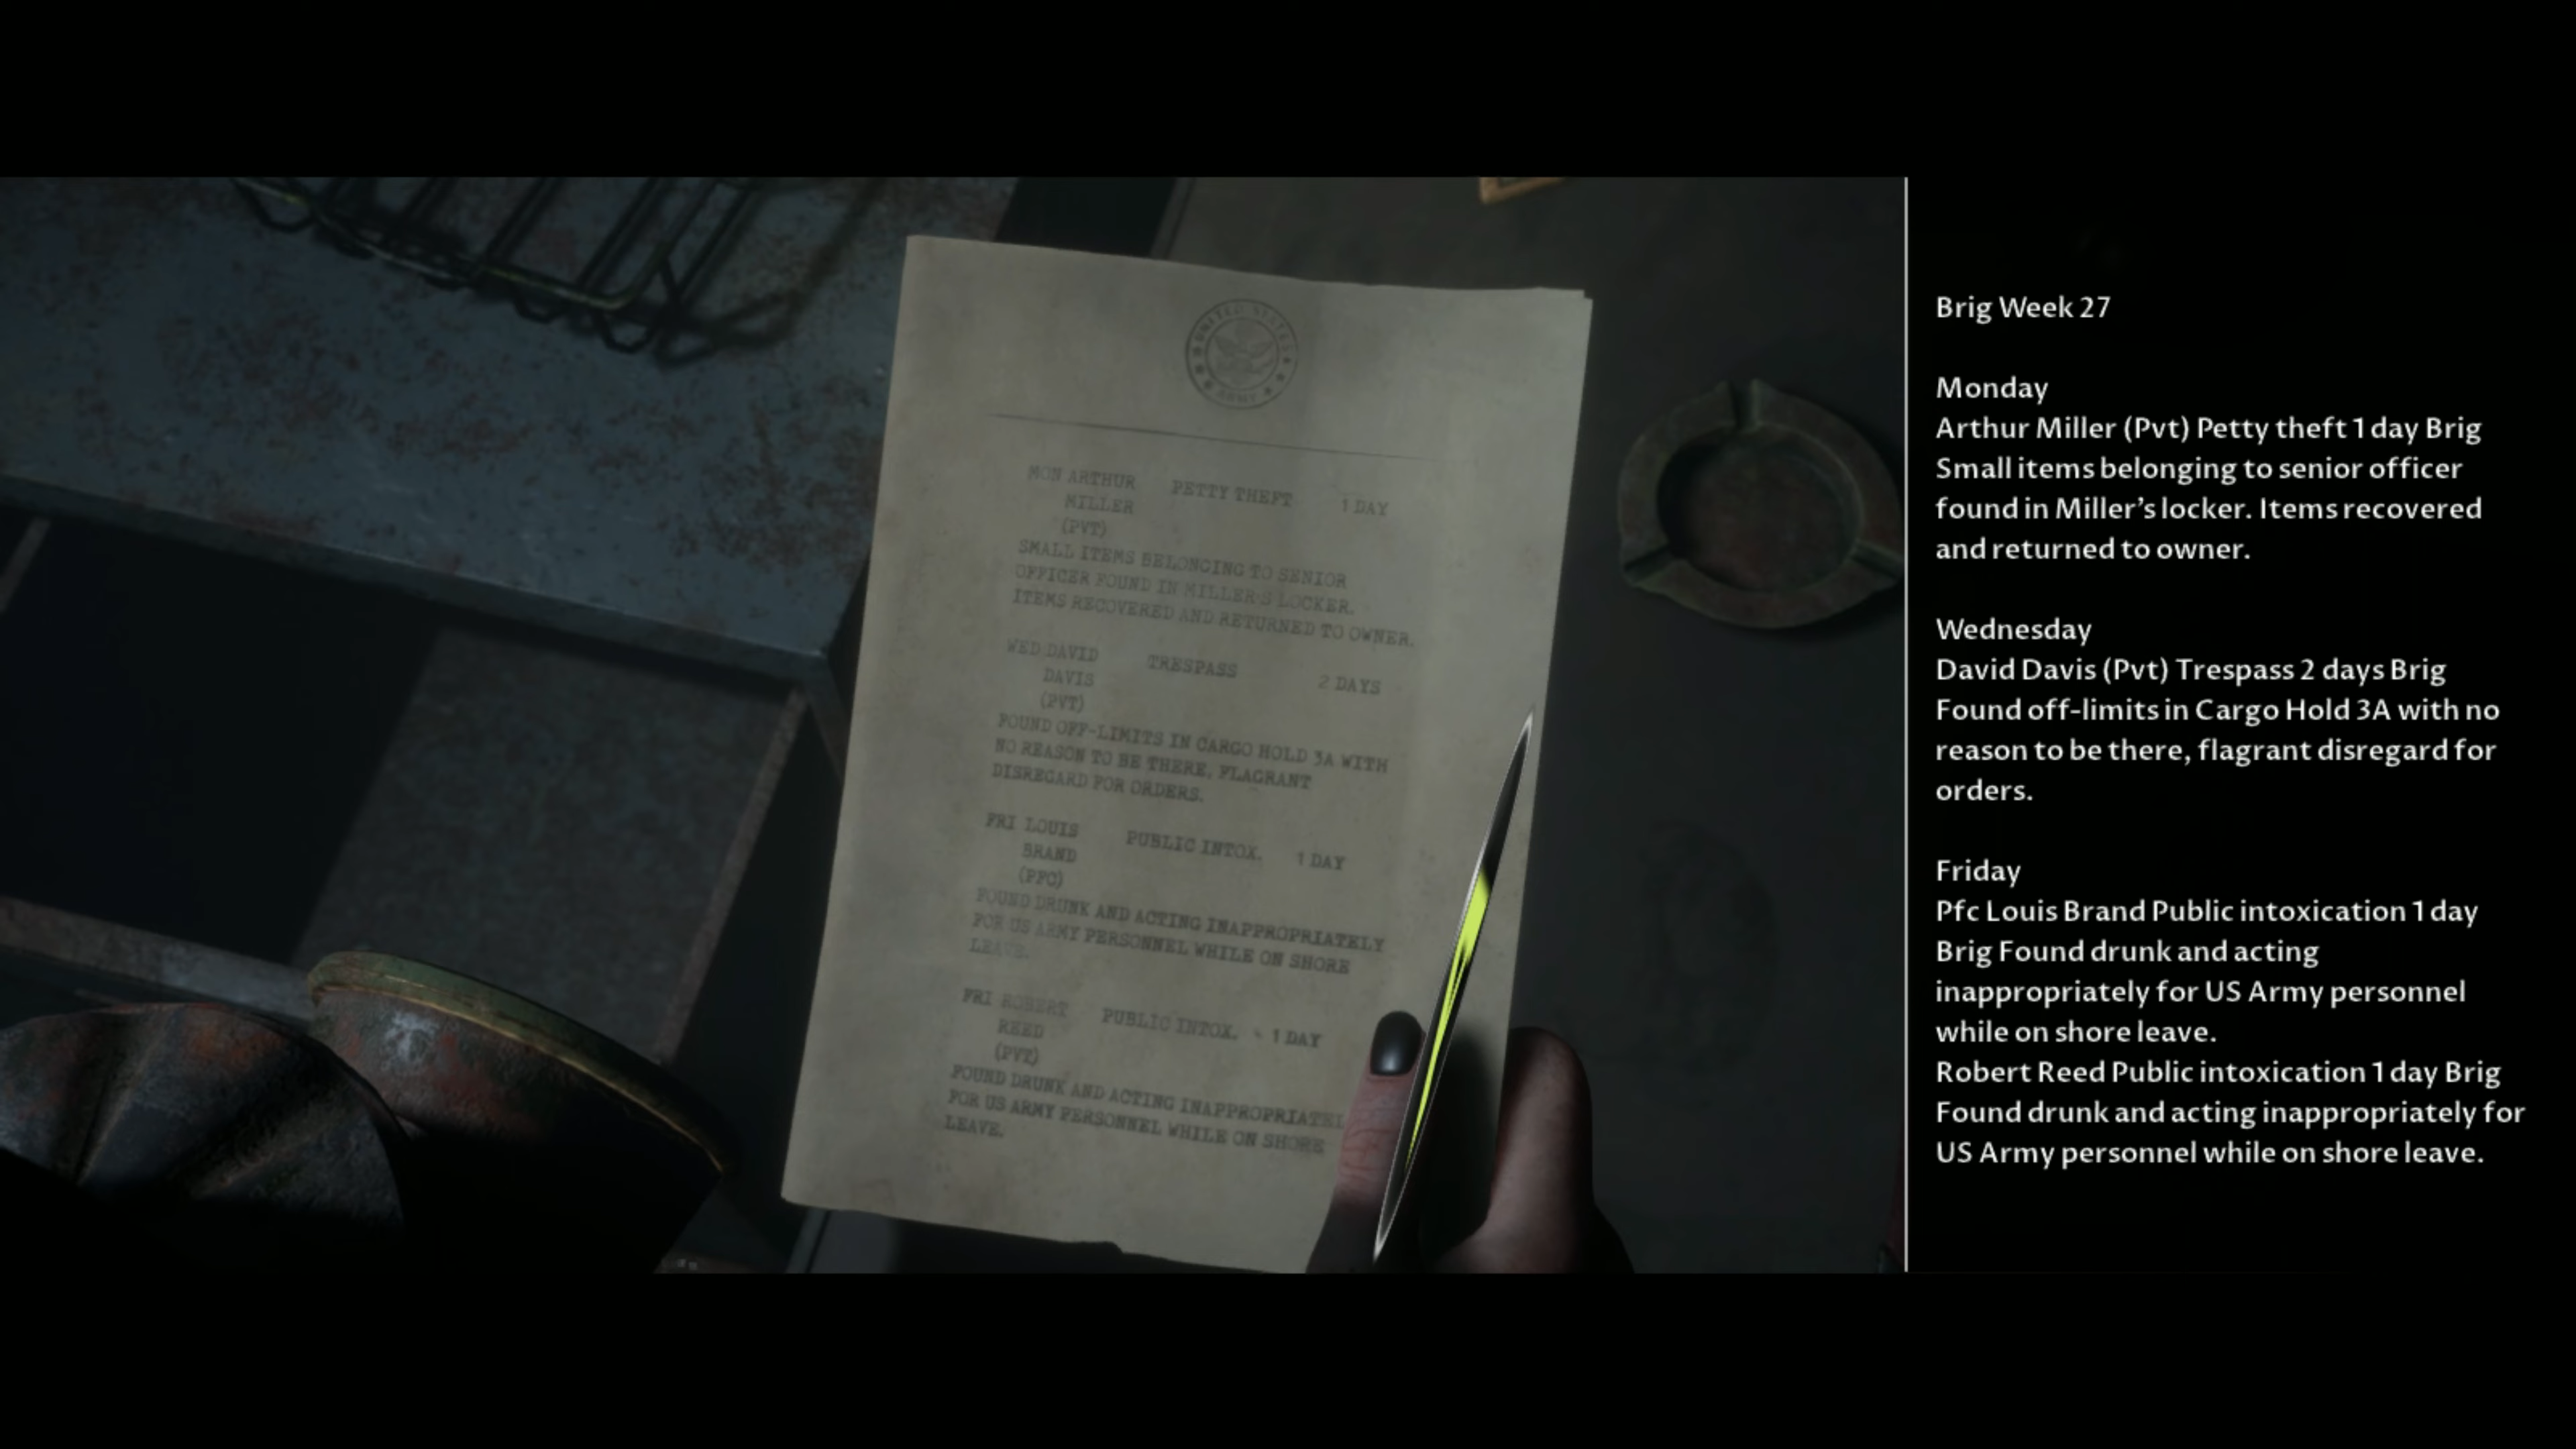 UNITED STATES
ARMY
MON ARTHUR PETTY THEFT 1 DAY
MILLER
(PVT)
SMALL ITEMS BELONGING TO SENIOR
OFFICER FOUND IN MILLER'S LOCKER.
ITEMS RECOVERED AND RETURNED TO OWNER.
WED DAVID TRESPASS 2 DAYS
DAVIS
(PVT)
FOUND OFF-LIMITS IN CARGO HOLD 3A WITH
NO REASON TO BE THERE, FLAGRANT
DISREGARD FOR ORDERS.
FRI LOUIS PUBLIC INTOX. 1 DAY
BRAND
(PFC)
FOUND DRUNK AND ACTING INAPPROPRIATELY
FOR US ARMY PERSONNEL WHILE ON SHORE
LEAVE.
FRI ROBERT PUBLIC INTOX. - 1 DAY
REED
(PVT)
FOUND DRUNK AND ACTING INAPPROPRIATEL
FOR US ARMY PERSONNEL WHILE ON SHORE
LEAVE.
Brig Week 27
Monday
Arthur Miller (Pvt) Petty theft 1 day Brig
Small items belonging to senior officer
found in Miller’s locker. Items recovered
and returned to owner.
Wednesday
David Davis (Pvt) Trespass 2 days Brig
Found off-limits in Cargo Hold 3A with no
reason to be there, flagrant disregard for
orders.
Friday
Pfc Louis Brand Public intoxication 1 day
Brig Found drunk and acting
inappropriately for US Army personnel
while on shore leave.
Robert Reed Public intoxication 1 day Brig
Found drunk and acting inappropriately for
US Army personnel while on shore leave.